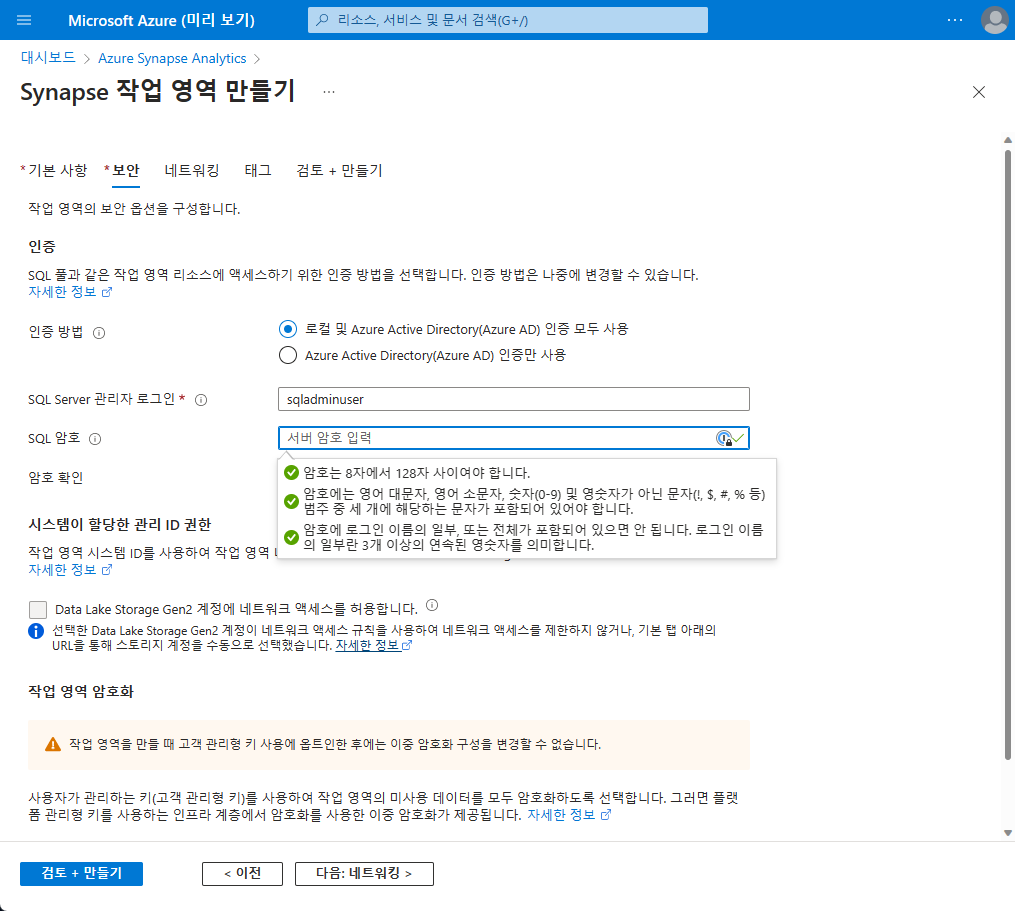 Microsoft Azure (미리 보기)
리소스, 서비스 및 문서 검색(G+/)
대시보드 > Azure Synapse Analytics >
Synapse 작업 영역 만들기 ...
*기본 사항 *보안 네트워킹 태그 검토 + 만들기
작업 영역의 보안 옵션을 구성합니다.
인증
SQL 풀과 같은 작업 영역 리소스에 액세스하기 위한 인증 방법을 선택합니다. 인증 방법은 나중에 변경할 수 있습니다.
자세한 정보
인증 방법
로컬 및 Azure Active Directory(Azure AD) 인증 모두 사용
Azure Active Directory(Azure AD) 인증만 사용
SQL Server 관리자 로그인 *
sqladminuser
SQL 암호
서버 암호 입력
암호 확인
암호는 8자에서 128자 사이여야 합니다.
암호에는 영어 대문자, 영어 소문자, 숫자(0-9) 및 영숫자가 아닌 문자(!, $, #, % 등)
범주 중 세 개에 해당하는 문자가 포함되어 있어야 합니다.
암호에 로그인 이름의 일부, 또는 전체가 포함되어 있으면 안 됩니다. 로그인 이름
의 일부란 3개 이상의 연속된 영숫자를 의미합니다.
시스템이 할당한 관리 ID 권한
작업 영역 시스템 ID를 사용하여 작업 영역
자세한 정보
Data Lake Storage Gen2 계정에 네트워크 액세스를 허용합니다.
선택한 Data Lake Storage Gen2 계정이 네트워크 액세스 규칙을 사용하여 네트워크 액세스를 제한하지 않거나, 기본 탭 아래의
URL을 통해 스토리지 계정을 수동으로 선택했습니다. 자세한 정보
작업 영역 암호화
작업 영역을 만들 때 고객 관리형 키 사용에 옵트인한 후에는 이중 암호화 구성을 변경할 수 없습니다.
사용자가 관리하는 키(고객 관리형 키)를 사용하여 작업 영역의 미사용 데이터를 모두 암호화하도록 선택합니다. 그러면 플랫
폼 관리형 키를 사용하는 인프라 계층에서 암호화를 사용한 이중 암호화가 제공됩니다. 자세한 정보
검토 + 만들기
< 이전
다음: 네트워킹 >